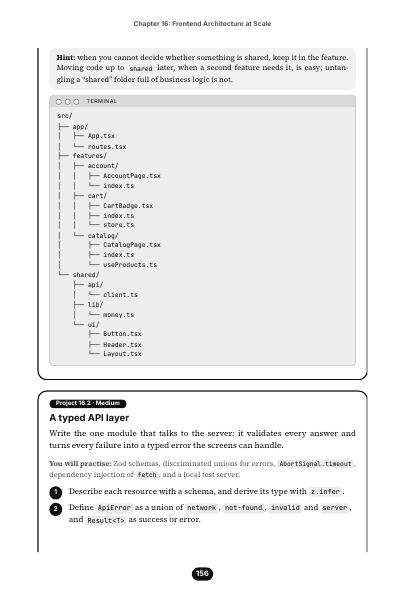 Chapter 16: Frontend Architecture at Scale
Hint: when you cannot decide whether something is shared, keep it in the feature.
Moving code up to shared later, when a second feature needs it, is easy; untan-
gling a “shared” folder full of business logic is not.
TERMINAL
src/
├── app/
│   ├── App.tsx
│   └── routes.tsx
├── features/
│   ├── account/
│   │   ├── AccountPage.tsx
│   │   └── index.ts
│   ├── cart/
│   │   ├── CartBadge.tsx
│   │   ├── index.ts
│   │   └── store.ts
│   └── catalog/
│       ├── CatalogPage.tsx
│       ├── index.ts
│       └── useProducts.ts
└── shared/
    ├── api/
    │   └── client.ts
    ├── lib/
    │   └── money.ts
    └── ui/
        ├── Button.tsx
        ├── Header.tsx
        └── Layout.tsx
Project 16.2 · Medium
A typed API layer
Write the one module that talks to the server: it validates every answer and
turns every failure into a typed error the screens can handle.
You will practise: Zod schemas, discriminated unions for errors, AbortSignal.timeout,
dependency injection of fetch, and a local test server.
1 Describe each resource with a schema, and derive its type with z.infer.
2 Define ApiError as a union of network, not-found, invalid and server,
and Result<T> as success or error.
156